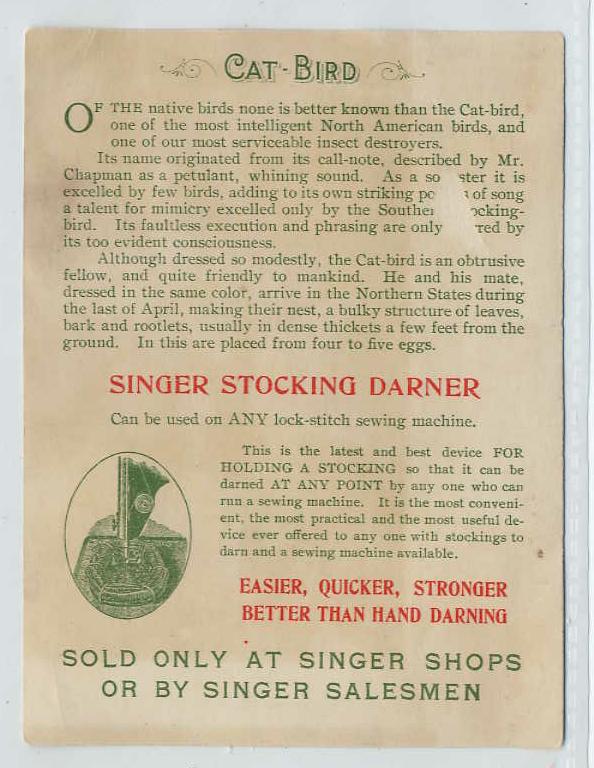 CAT-BIRD
OF THE native birds none is better known than the Cat-bird,
one of the most intelligent North American birds, and
one of our most serviceable insect destroyers.
Its name originated from its call-note, described by Mr.
Chapman as a petulant, whining sound. As a so ster it is
excelled by few birds, adding to its own striking po of song
a talent for mimicry excelled only by the Souther ocking-
bird. Its faultless execution and phrasing are only red by
its too evident consciousness.
Although dressed so modestly, the Cat-bird is an obtrusive
fellow, and quite friendly to mankind. He and his mate,
dressed in the same color, arrive in the Northern States during
the last of April, making their nest, a bulky structure of leaves,
bark and rootlets, usually in dense thickets a few feet from the
ground. In this are placed from four to five eggs.
SINGER STOCKING DARNER
Can be used on ANY lock-stitch sewing machine.
This is the latest and best device FOR
HOLDING A STOCKING so that it can be
darned AT ANY POINT by any one who can
run a sewing machine. It is the most conveni-
ent, the most practical and the most useful de-
vice ever offered to any one with stockings to
darn and a sewing machine available.
EASIER, QUICKER, STRONGER
BETTER THAN HAND DARNING
SOLD ONLY AT SINGER SHOPS
OR BY SINGER SALESMEN